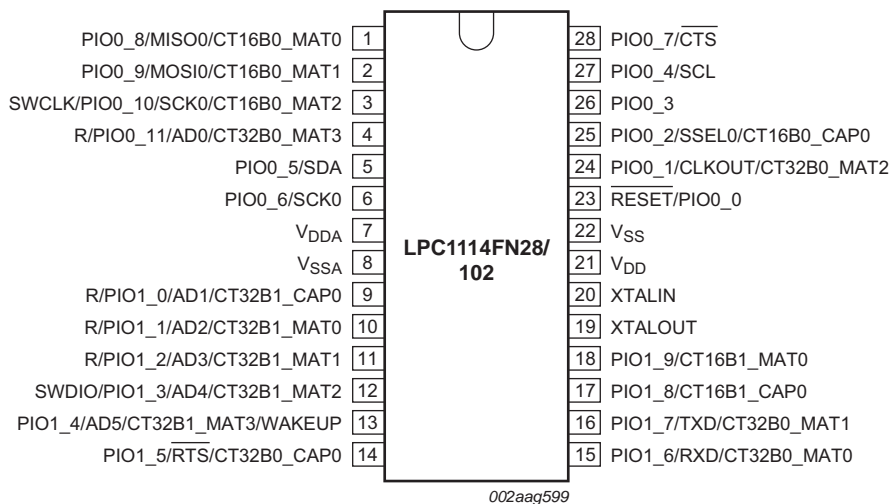 PIO0_8/MISO0/CT16B0_MAT0 1
PIO0_9/MOSI0/CT16B0_MAT1 2
SWCLK/PIO0_10/SCK0/CT16B0_MAT2 3
R/PIO0_11/AD0/CT32B0_MAT3 4
PIO0_5/SDA 5
PIO0_6/SCK0 6
VDDA 7
VSSA 8
R/PIO1_0/AD1/CT32B1_CAP0 9
R/PIO1_1/AD2/CT32B1_MAT0 10
R/PIO1_2/AD3/CT32B1_MAT1 11
SWDIO/PIO1_3/AD4/CT32B1_MAT2 12
PIO1_4/AD5/CT32B1_MAT3/WAKEUP 13
PIO1_5/RTS/CT32B0_CAP0 14
LPC1114FN28/
102
28 PIO0_7/CTS
27 PIO0_4/SCL
26 PIO0_3
25 PIO0_2/SSEL0/CT16B0_CAP0
24 PIO0_1/CLKOUT/CT32B0_MAT2
23 RESET/PIO0_0
22 VSS
21 VDD
20 XTALIN
19 XTALOUT
18 PIO1_9/CT16B1_MAT0
17 PIO1_8/CT16B1_CAP0
16 PIO1_7/TXD/CT32B0_MAT1
15 PIO1_6/RXD/CT32B0_MAT0
002aag599